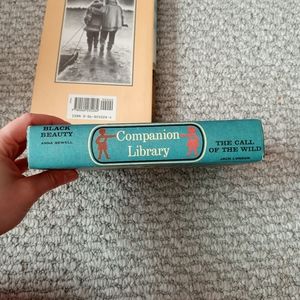 BLACK
BEAUTY
ANNA SEWELL
Companion
Library
THE CALL
OF THE WILD
JACK LONDON